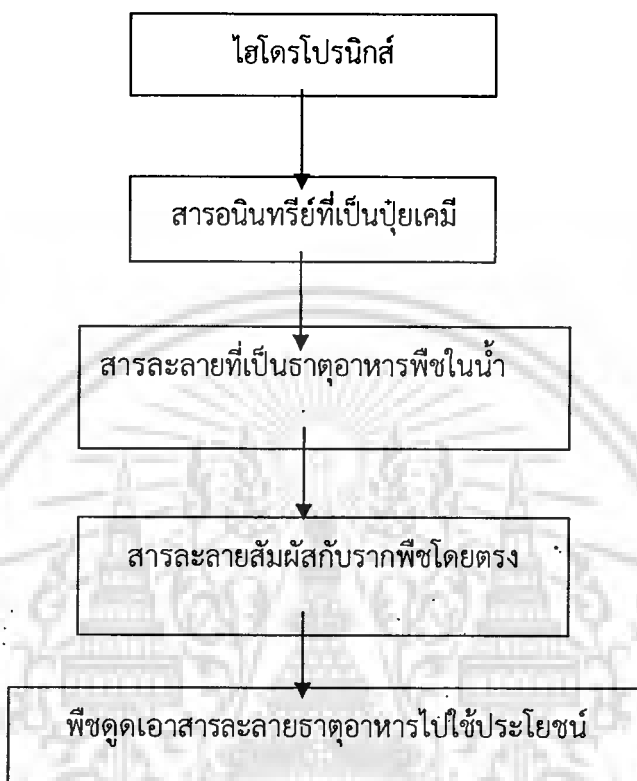 ไฮโดรโปรนิกส์
สารอนินทรีย์ที่เป็นปุ๋ยเคมี
สารละลายที่เป็นธาตุอาหารพืชในน้ำ
สารละลายสัมผัสกับรากพืชโดยตรง
พืชดูดเอาสารละลายธาตุอาหารไปใช้ประโยชน์